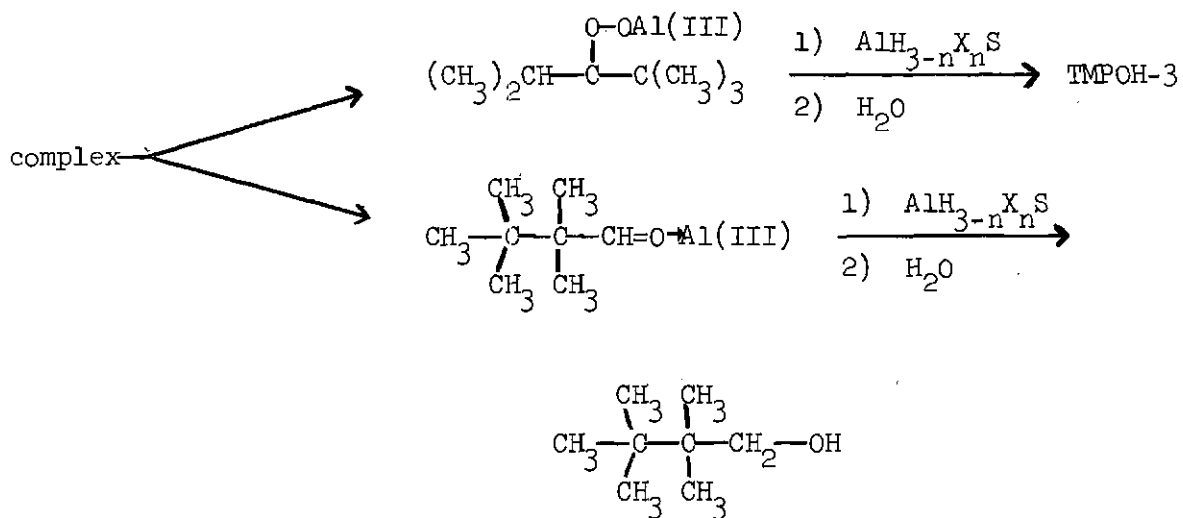 O-OAl(III)
(CH3)2CH—C—C(CH3)3
1) AlH3-nXnS
2) H2O
TMPOH-3
complex
CH3 CH3
CH3—C—C—CH=O→Al(III)
CH3 CH3
1) AlH3-nXnS
2) H2O
CH3 CH3
CH3—C—C—CH2—OH
CH3 CH3